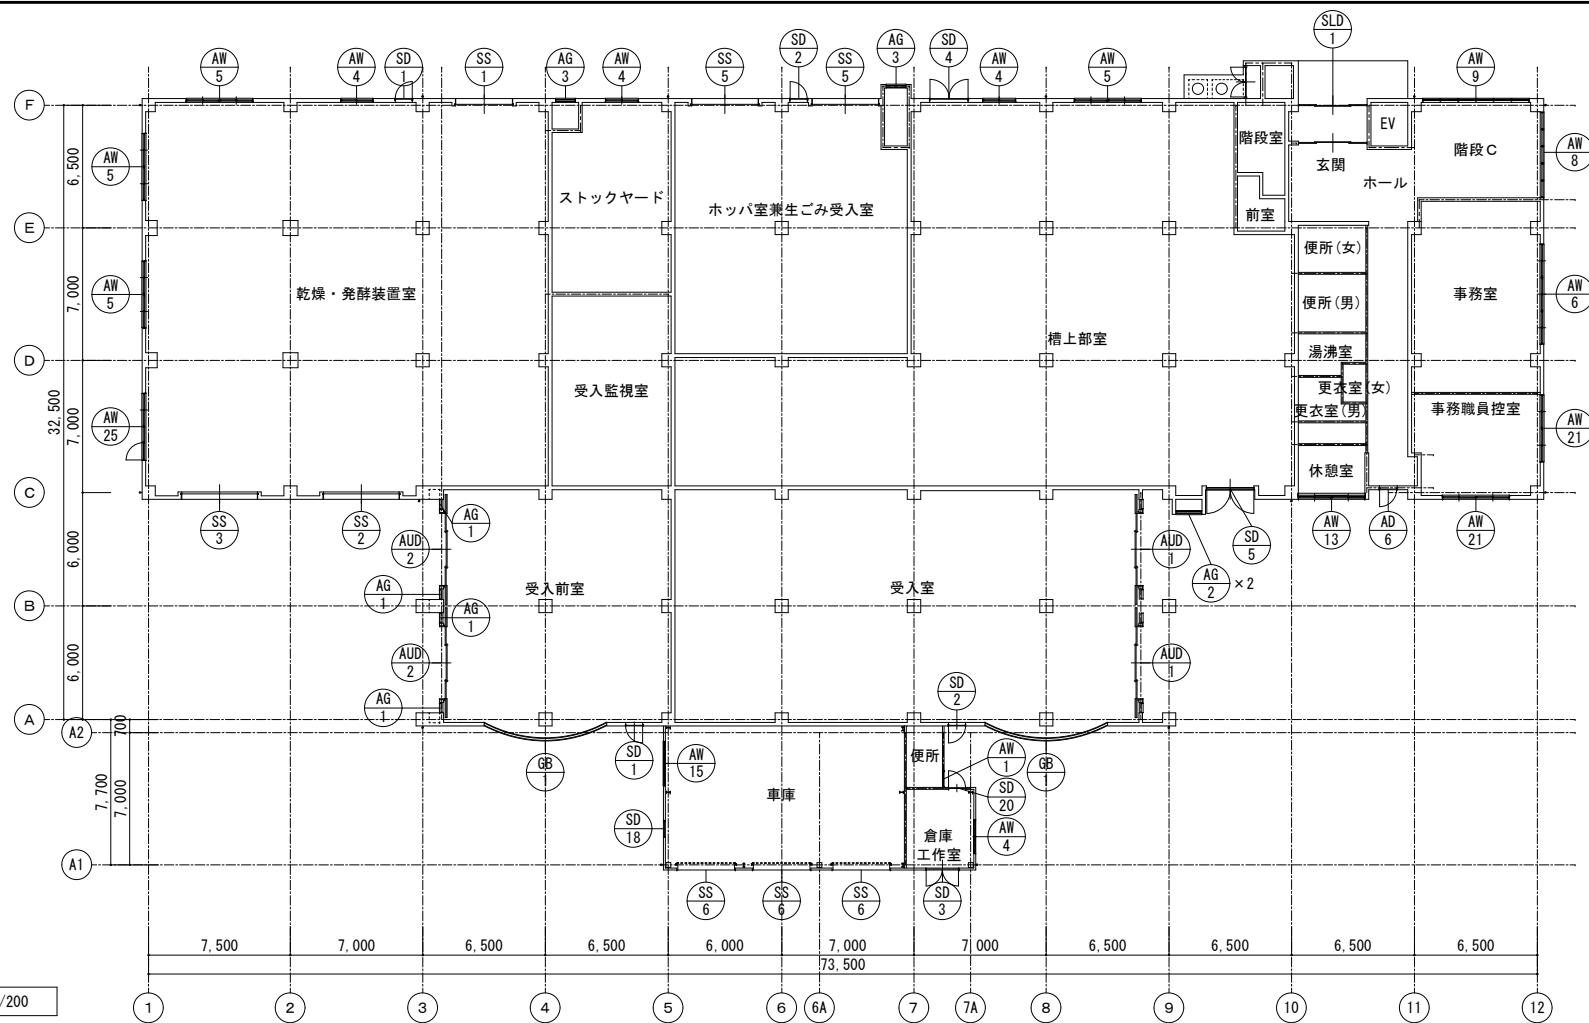 SLD
1
AW
5
AW
4
SD
1
SS
1
AG
3
AW
4
SS
5
SD
2
SS
5
AG
3
SD
4
AW
4
AW
5
AW
9
F
6,500
AW
5
階段室
EV
玄関
ホール
階段C
AW
8
ストックヤード
ホッパ室兼生ごみ受入室
前室
E
便所(女)
7,000
AW
5
乾燥・発酵装置室
便所(男)
事務室
AW
6
槽上部室
D
湯沸室
受入監視室
更衣室(女)
更衣室(男)
事務職員控室
32,500
7,000
AW
25
AW
21
休憩室
C
SS
3
SS
2
AG
1
AUD
2
AUD
1
SD
5
AW
13
AD
6
AW
21
6,000
AG
1
受入前室
受入室
AG
2
×2
B
AG
1
6,000
AUD
2
AUD
1
AG
1
SD
2
A
A2
700
GB
1
SD
1
AW
15
便所
AW
1
GB
1
7,700
7,000
車庫
SD
20
SD
18
倉庫
工作室
AW
4
A1
SS
6
SS
6
SS
6
SD
3
7,500
7,000
6,500
6,500
6,000
7,000
7,000
6,500
6,500
6,500
6,500
73,500
/200
1
2
3
4
5
6
6A
7
7A
8
9
10
11
12